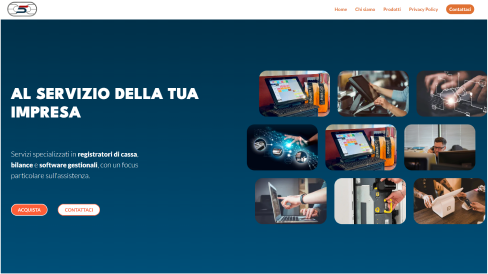 Home Chi siamo Prodotti Privacy Policy Contattaci
AL SERVIZIO DELLA TUA
IMPRESA
Servizi specializzati in registratori di cassa,
bilance e software gestionali, con un focus
particolare sull'assistenza.
ACQUISTA CONTATTACI